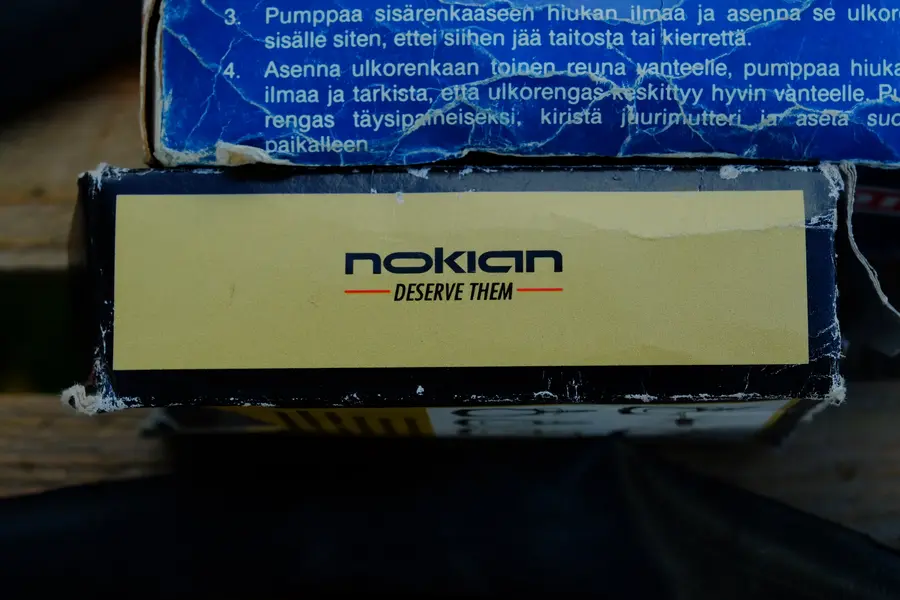 3. Pumppaa sisärenkaaseen hiukan ilmaa ja asenna se
sisälle siten, ettei siihen jää taitosta tai kierrettä.
4. Asenna ulkorenkaan toinen reuna vanteelle, pumppaa
ilmaa ja tarkista, että ulkorengas keskittyy hyvin vanteelle.
rengas täysipaineiseksi, kiristä juurimutteri ja aseta
paikalleen.
nokian
DESERVE THEM